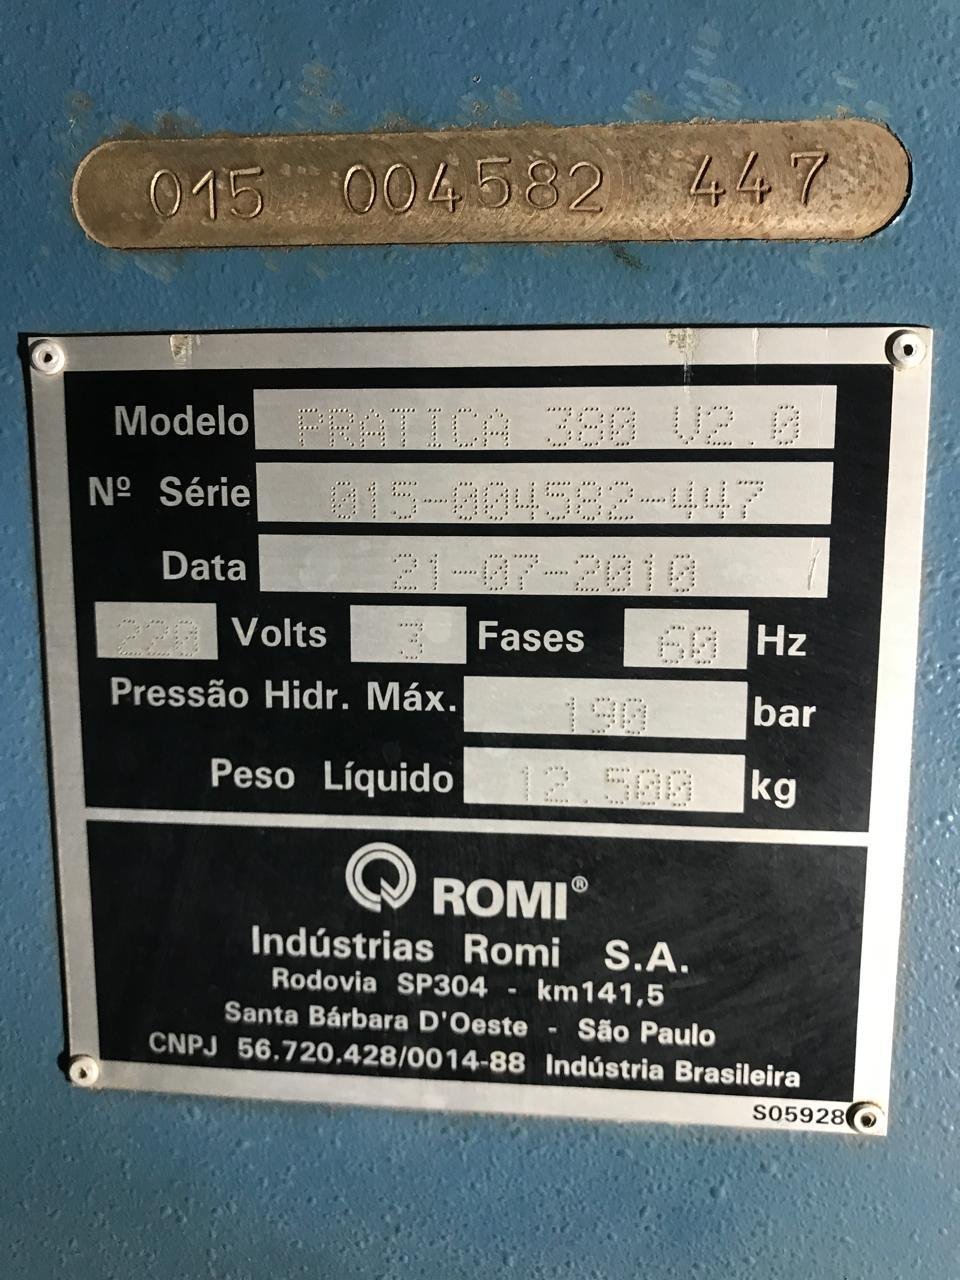 015 004582 447
Modelo PRATICA 380 V2.0
Nº Série 015-004582-447
Data 21-07-2010
220 Volts 3 Fases 60 Hz
Pressão Hidr. Máx. 190 bar
Peso Líquido 12.500 kg
ROMI®
Indústrias Romi S.A.
Rodovia SP304 - km141,5
Santa Bárbara D'Oeste - São Paulo
CNPJ 56.720.428/0014-88 Indústria Brasileira
S05928